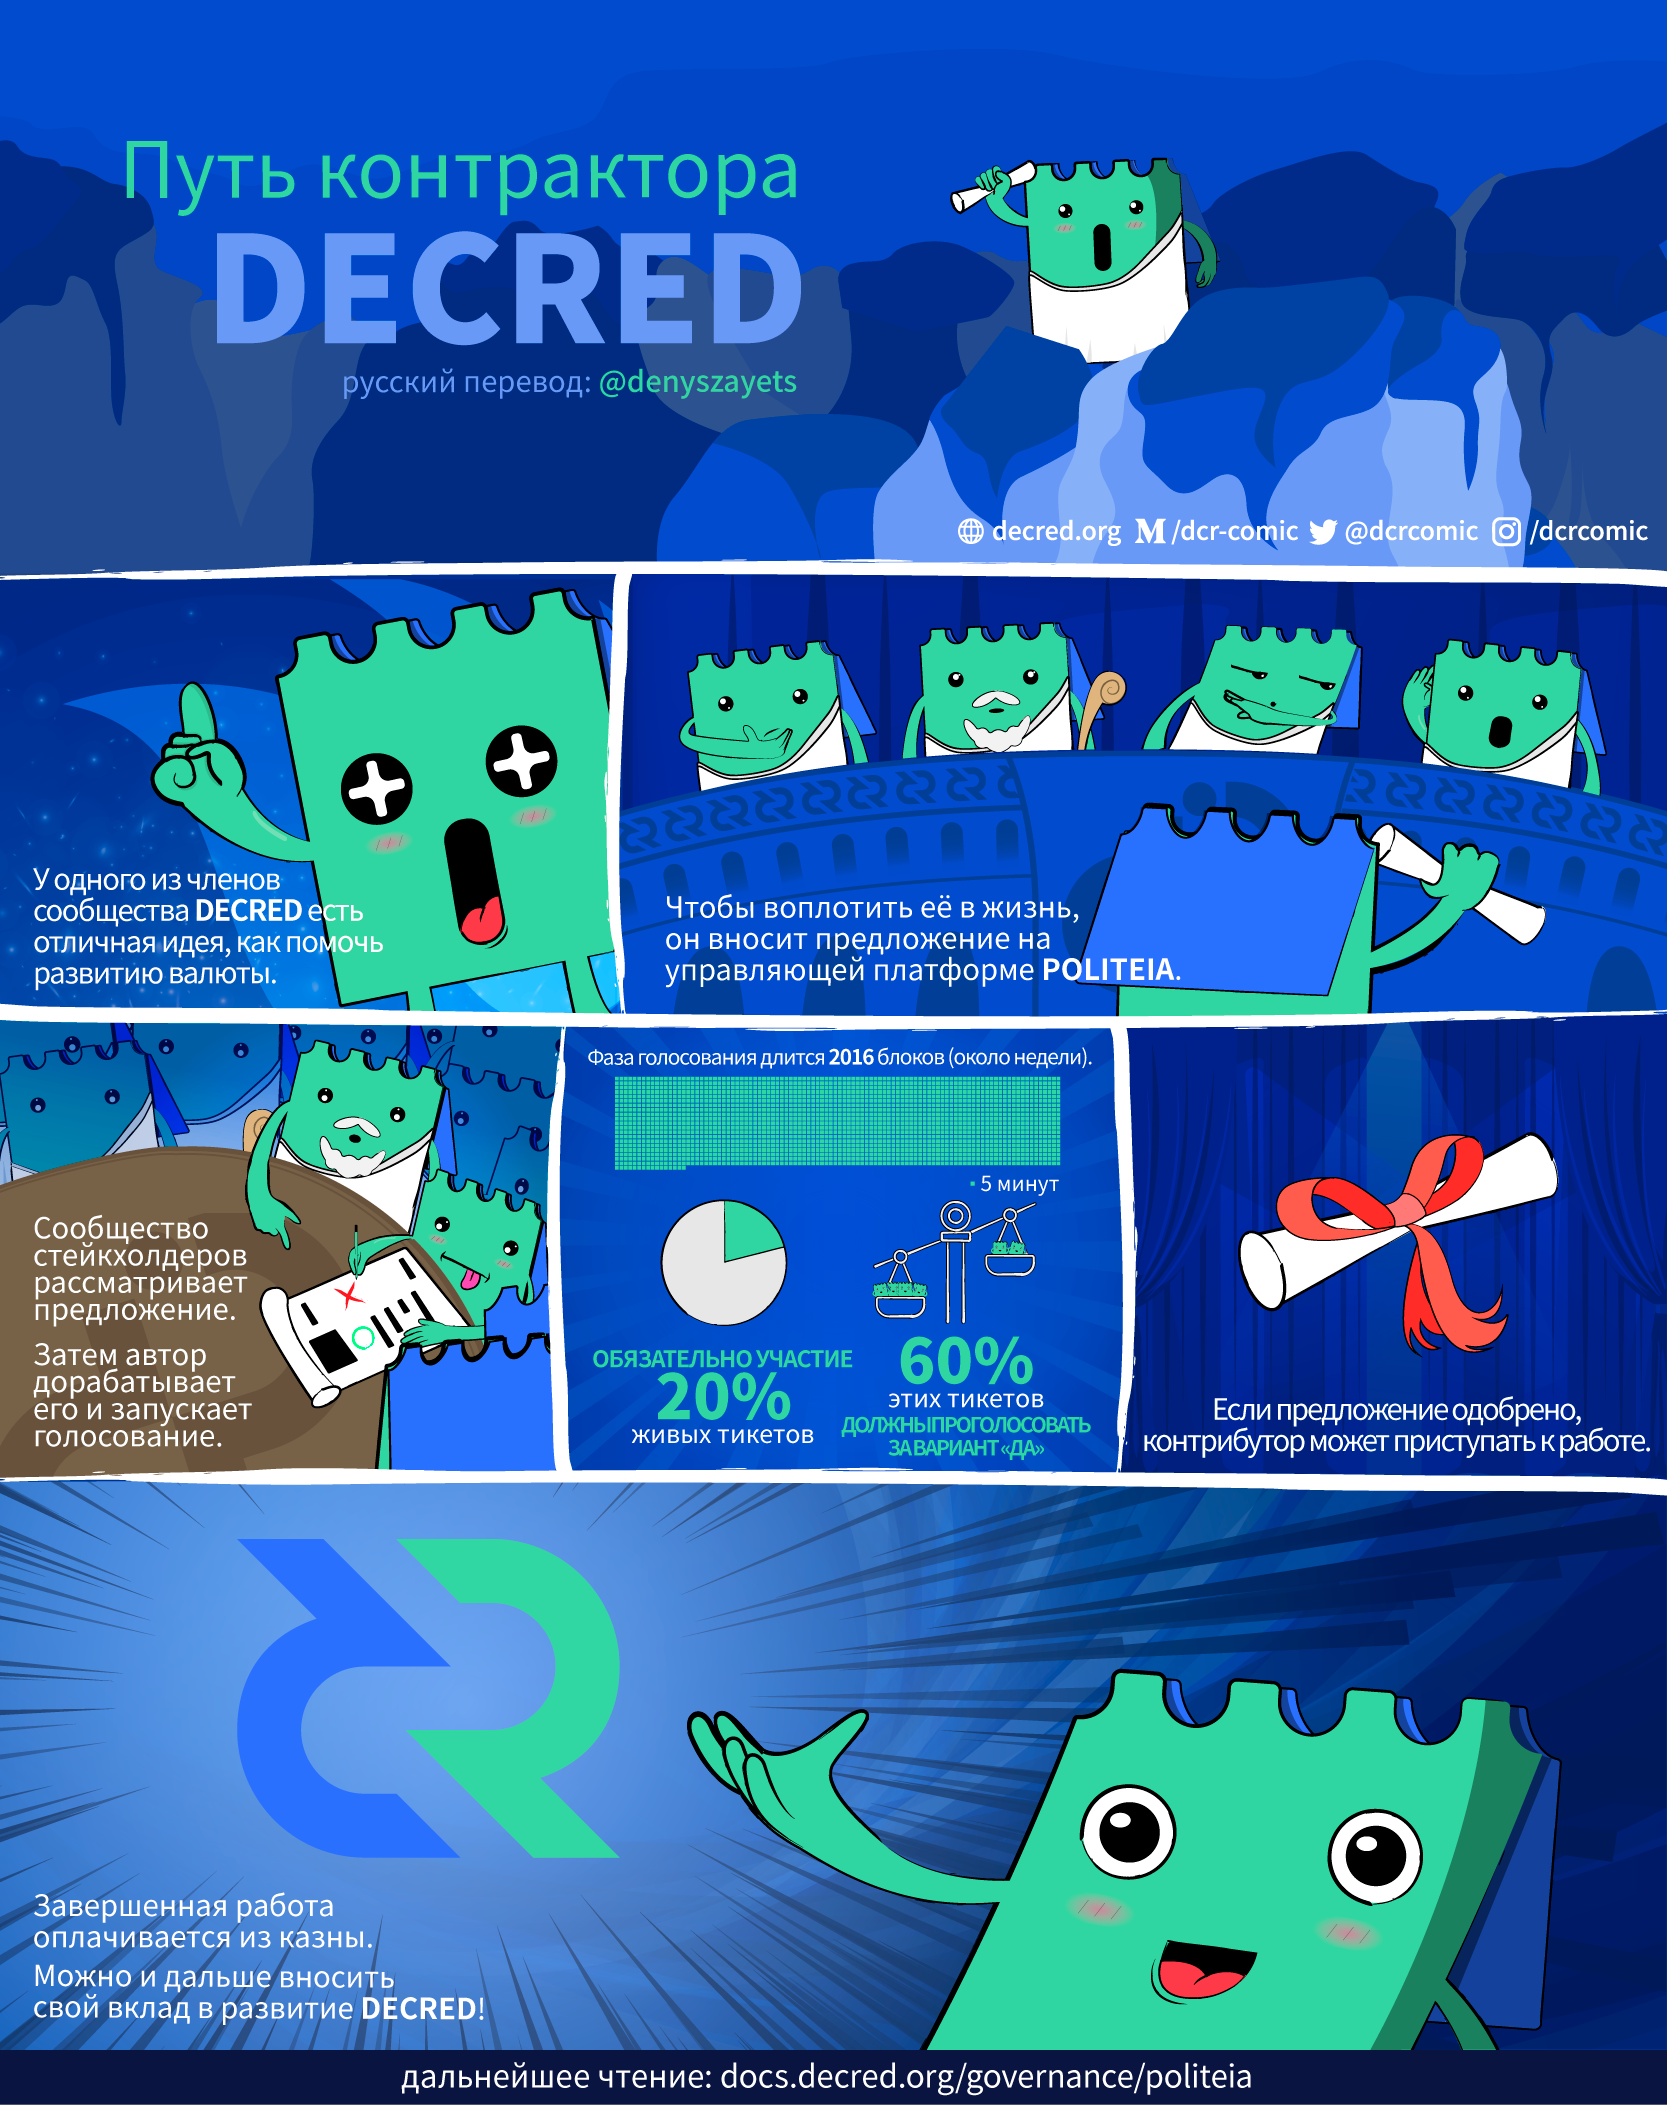 Путь контрактора
DECRED
русский перевод: @denyszayets
decred.org /dcr-comic @dcrcomic /dcrcomic
У одного из членов
сообщества DECRED есть
отличная идея, как помочь
развитию валюты.
Чтобы воплотить её в жизнь,
он вносит предложение на
управляющей платформе POLITEIA.
Сообщество
стейкхолдеров
рассматривает
предложение.
Затем автор
дорабатывает
его и запускает
голосование.
Фаза голосования длится 2016 блоков (около недели).
5 минут
ОБЯЗАТЕЛЬНО УЧАСТИЕ
20%
живых тикетов
60%
этих тикетов
ДОЛЖНЫ ПРОГОЛОСОВАТЬ
ЗА ВАРИАНТ «ДА»
Если предложение одобрено,
контрибутор может приступать к работе.
Завершенная работа
оплачивается из казны.
Можно и дальше вносить
свой вклад в развитие DECRED!
дальнейшее чтение: docs.decred.org/governance/politeia